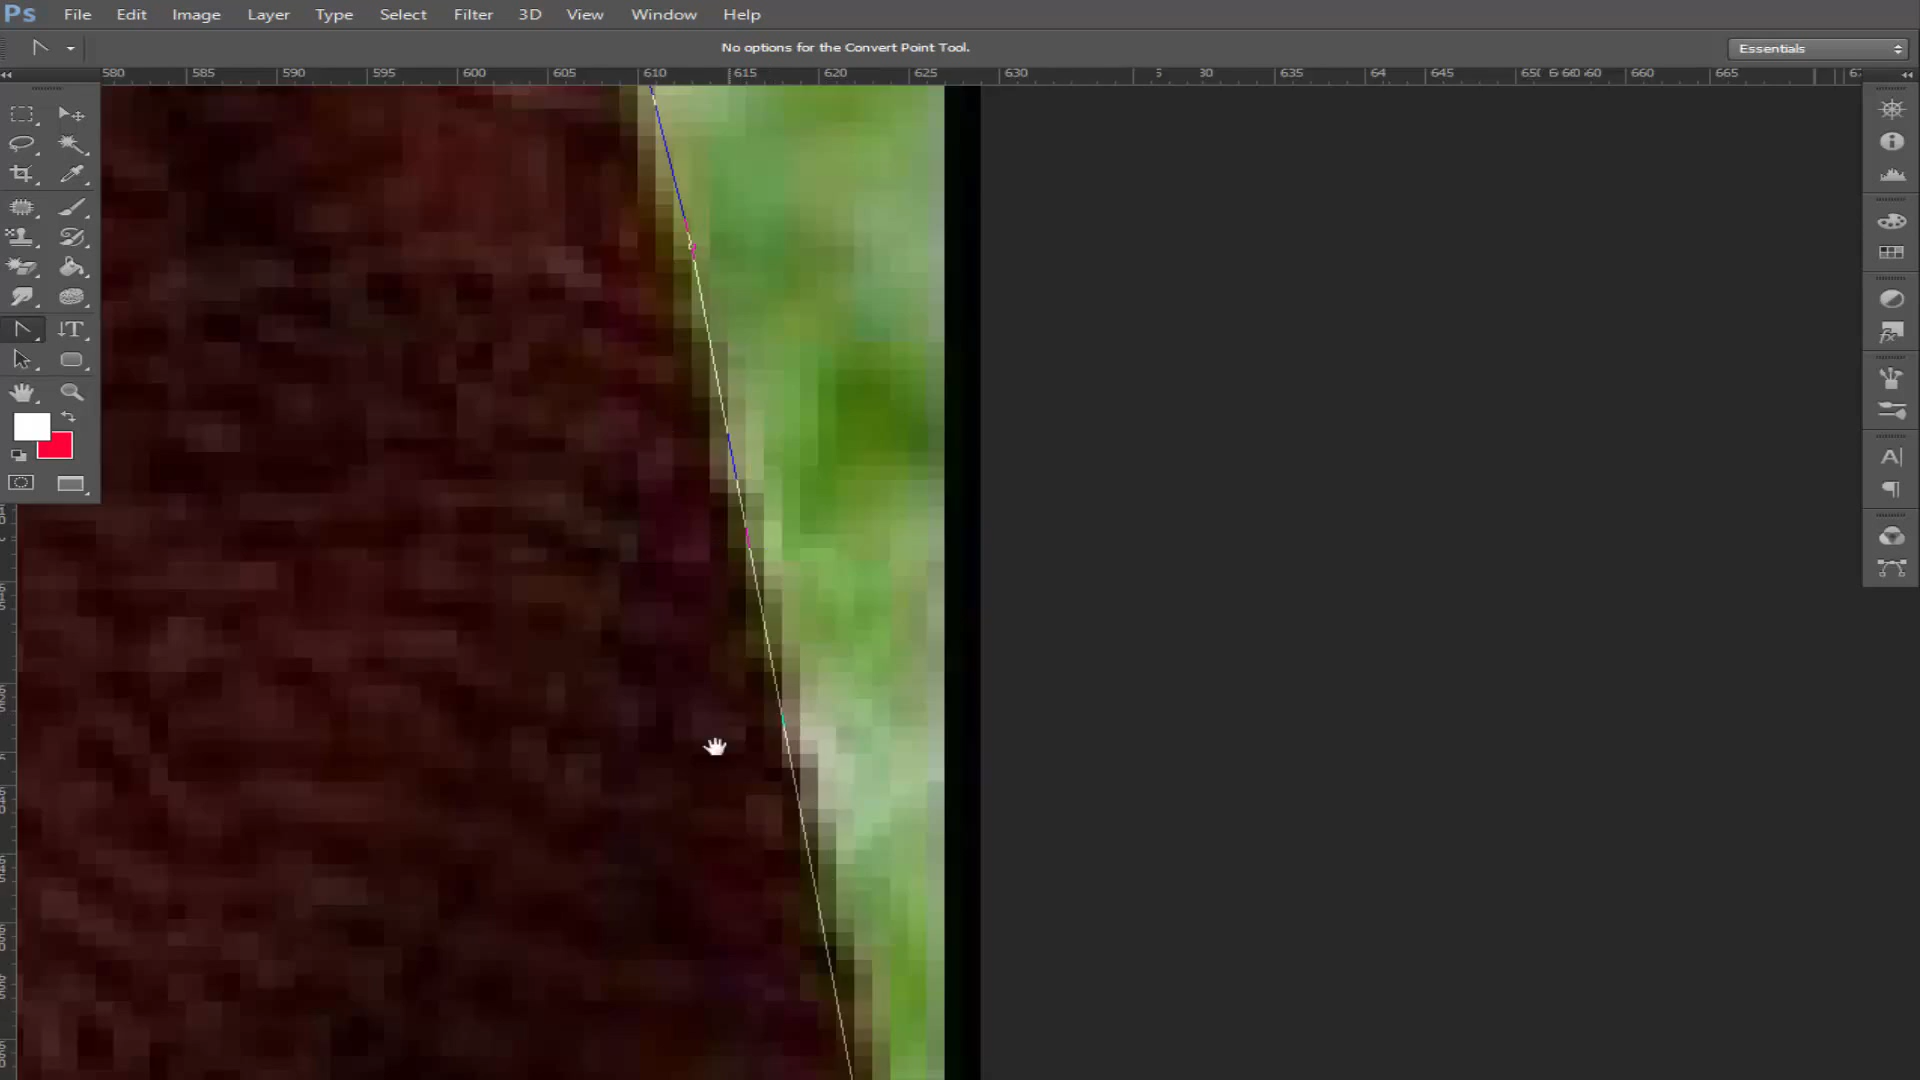 Ps File Edit Image Layer Type Select Filter 3D View Window Help
No options for the Convert Point Tool.
Essentials
580 585 590 595 600 605 610 615 620 625 630 30 635 64 645 660 665